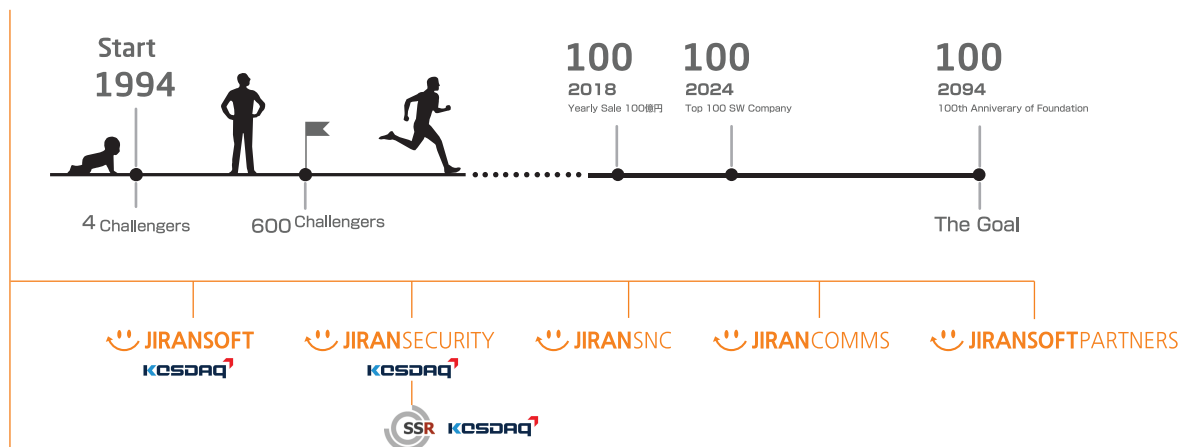 Start
1994
100
2018
Yearly Sale 100億円
100
2024
Top 100 SW Company
100
2094
100th Anniverary of Foundation
4 Challengers
600 Challengers
The Goal
JIRANSOFT
KOSDAQ
JIRANSECURITY
KOSDAQ
SSR KOSDAQ
JIRANSNC
JIRANCOMMS
JIRANSOFTPARTNERS